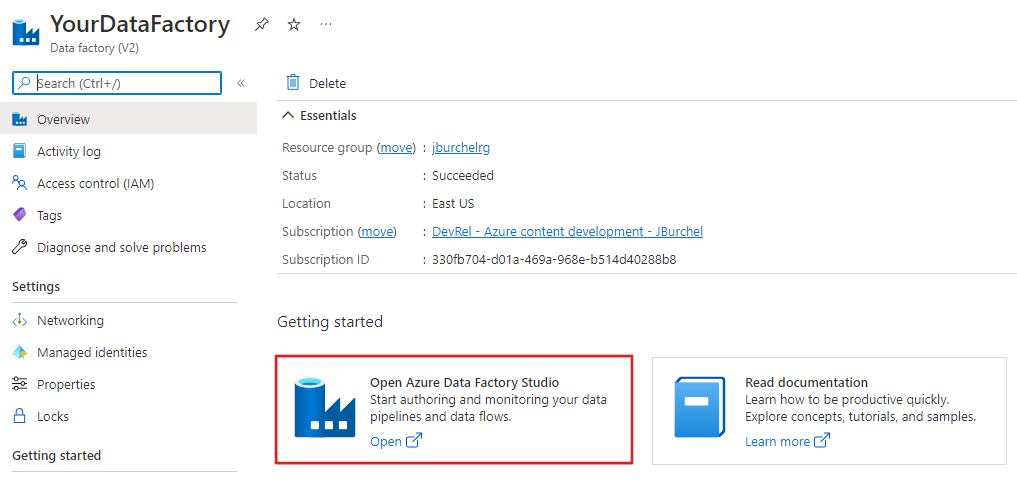 YourDataFactory
Data factory (V2)
Search (Ctrl+/)
«
Overview
Activity log
Access control (IAM)
Tags
Diagnose and solve problems
Settings
Networking
Managed identities
Properties
Locks
Getting started
Delete
Essentials
Resource group (move) : jburchelrg
Status : Succeeded
Location : East US
Subscription (move) : DevRel - Azure content development - JBurchel
Subscription ID : 330fb704-d01a-469a-968e-b514d40288b8
Getting started
Open Azure Data Factory Studio
Start authoring and monitoring your data
pipelines and data flows.
Open
Read documentation
Learn how to be productive quickly.
Explore concepts, tutorials, and samples.
Learn more